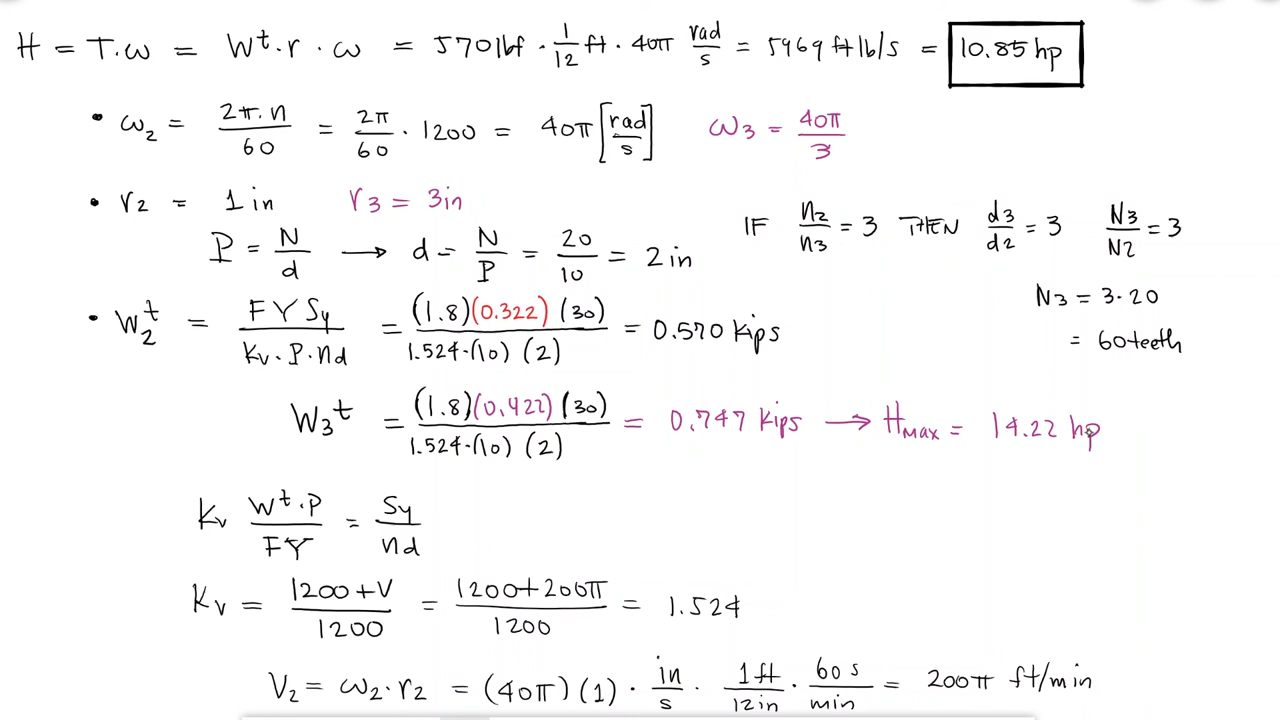 H = T.ω = Wᵗ.r.ω = 570 lbf · 1/12 ft · 40π rad/s = 5969 ft lb/s = 10.85 hp
• ω₂ = 2π.n/60 = 2π/60 · 1200 = 40π [rad/s] ω₃ = 40π/3
• r₂ = 1 in r₃ = 3 in
IF n₂/n₃ = 3 THEN d₃/d₂ = 3 N₃/N₂ = 3
P = N/d → d = N/P = 20/10 = 2 in
N₃ = 3·20
= 60 teeth
• W₂ᵗ = F Y Sy/Kv.P.nd = (1.8)(0.322)(30)/1.524·(10)(2) = 0.570 kips
W₃ᵗ = (1.8)(0.422)(30)/1.524·(10)(2) = 0.747 kips → Hmax = 14.22 hp
Kv Wᵗ.P/FY = Sy/nd
Kv = 1200+V/1200 = 1200+200π/1200 = 1.524
V₂ = ω₂.r₂ = (40π)(1) · in/s · 1ft/12in · 60 s/min = 200π ft/min